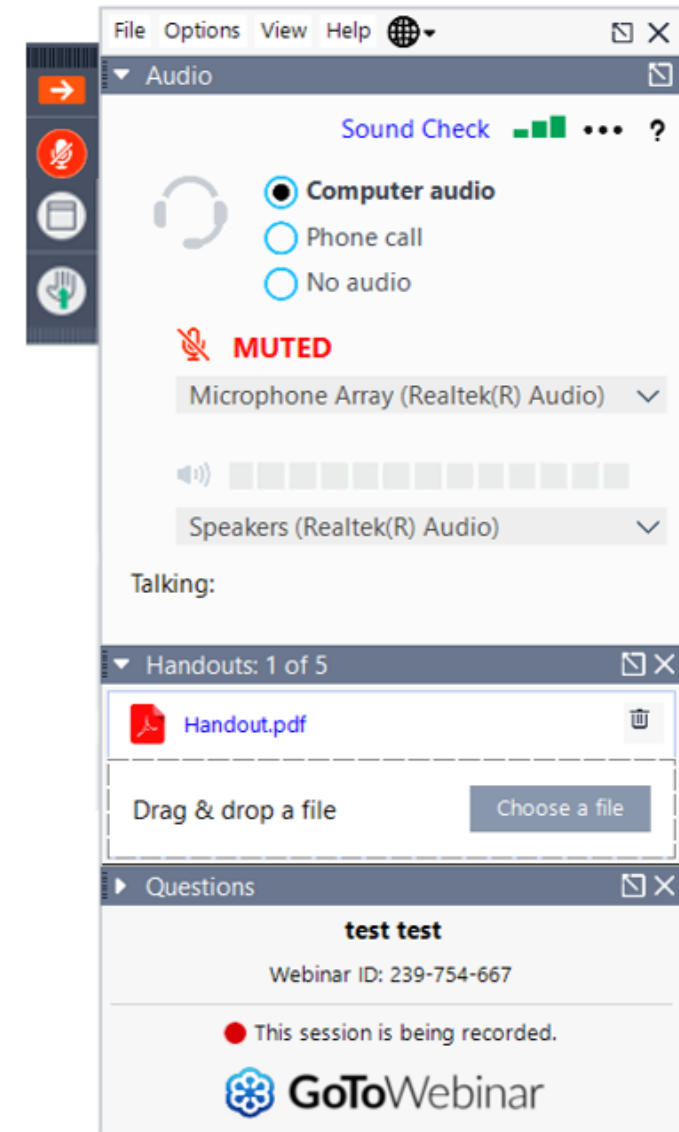 File Options View Help
Audio
Sound Check ••• ?
Computer audio
Phone call
No audio
MUTED
Microphone Array (Realtek(R) Audio)
Speakers (Realtek(R) Audio)
Talking:
Handouts: 1 of 5
Handout.pdf
Drag & drop a file Choose a file
Questions
test test
Webinar ID: 239-754-667
This session is being recorded.
GoToWebinar